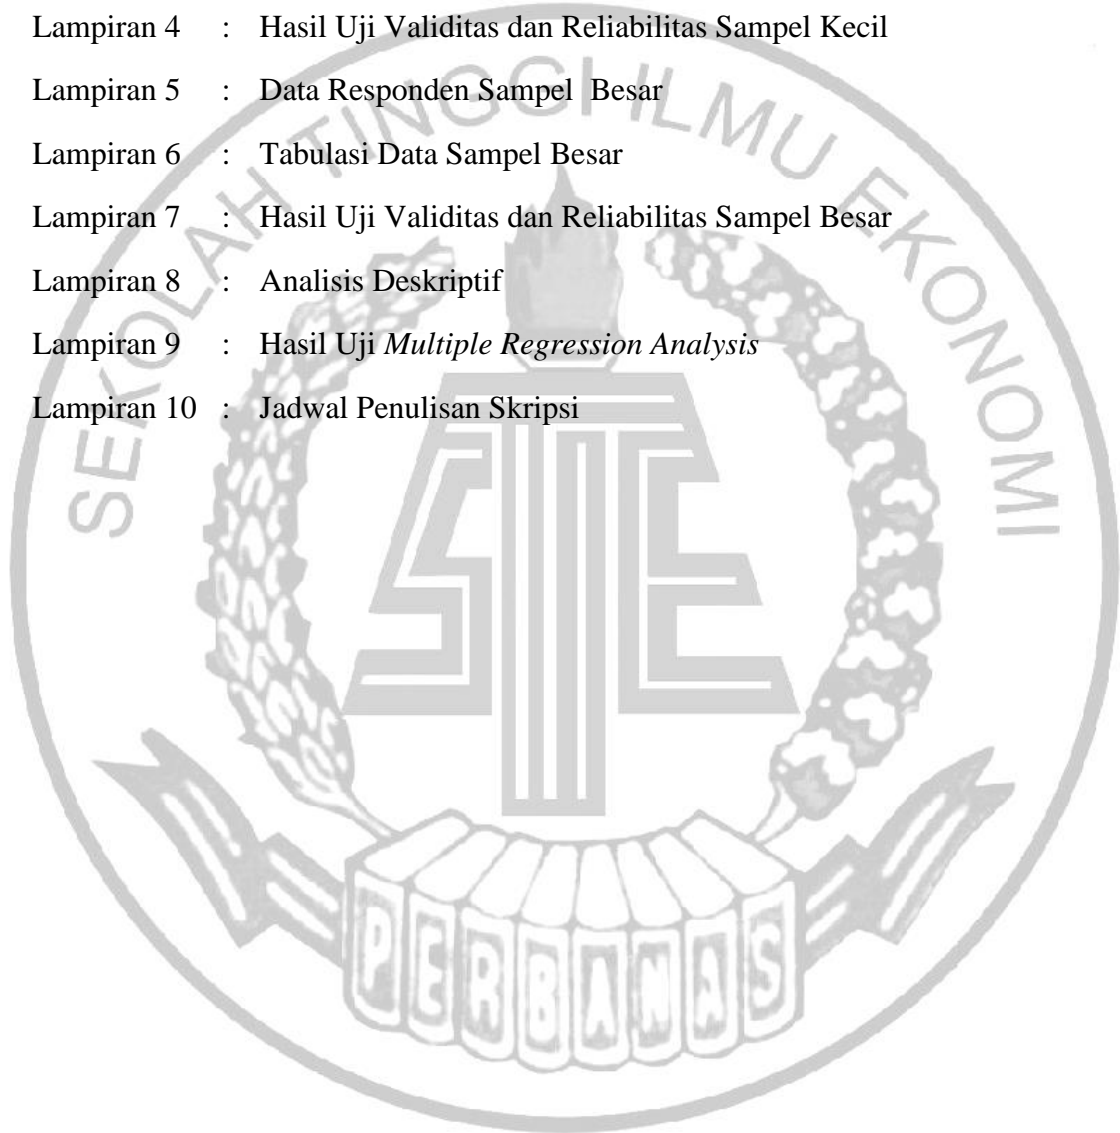 Lampiran 4 : Hasil Uji Validitas dan Reliabilitas Sampel Kecil
Lampiran 5 : Data Responden Sampel Besar
Lampiran 6 : Tabulasi Data Sampel Besar
Lampiran 7 : Hasil Uji Validitas dan Reliabilitas Sampel Besar
Lampiran 8 : Analisis Deskriptif
Lampiran 9 : Hasil Uji Multiple Regression Analysis
Lampiran 10 : Jadwal Penulisan Skripsi
SEKOLAH TINGGI ILMU EKONOMI
STIE
PERBANAS